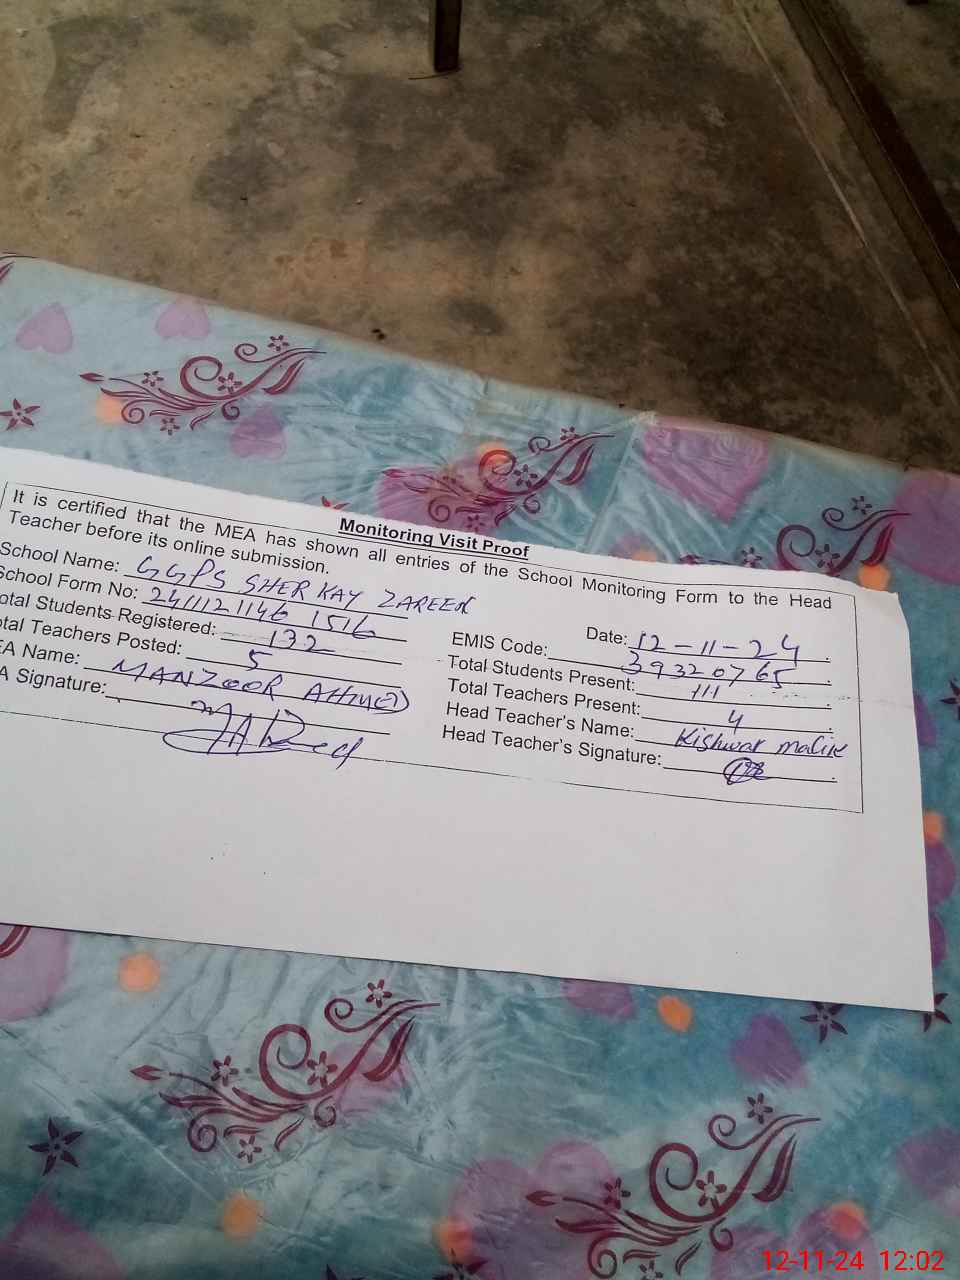 Monitoring Visit Proof
It is certified that the MEA has shown all entries of the School Monitoring Form to the Head
Teacher before its online submission.
School Name: GGPS SHER KAY ZAREEN
Date: 12-11-24
School Form No: 241112 1146 1516
EMIS Code: 39320765
otal Students Registered: 132
Total Students Present: 111
otal Teachers Posted: 5
Total Teachers Present: 4
EA Name: MANZOOR AHMED
Head Teacher's Name: Kishwar malik
A Signature:
Head Teacher's Signature:
12-11-24 12:02